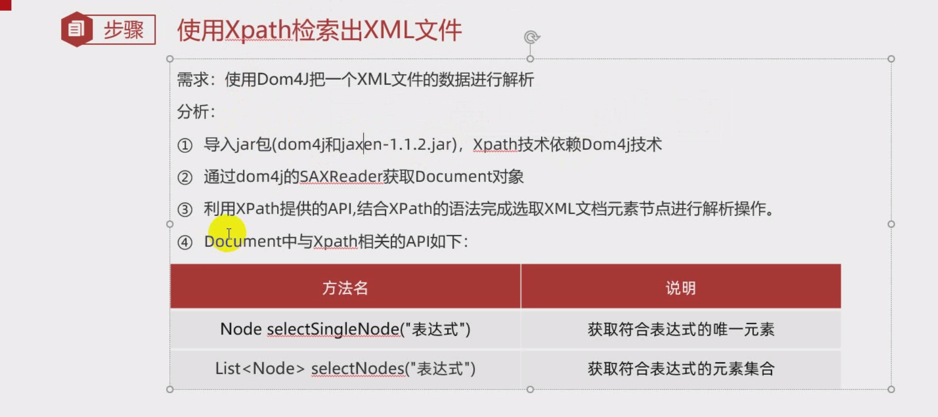 步骤
使用Xpath检索出XML文件
需求：使用Dom4J把一个XML文件的数据进行解析
分析：
① 导入jar包(dom4j和jaxen-1.1.2.jar)，Xpath技术依赖Dom4j技术
② 通过dom4j的SAXReader获取Document对象
③ 利用XPath提供的API,结合XPath的语法完成选取XML文档元素节点进行解析操作。
④ Document中与Xpath相关的API如下：
方法名 说明
Node selectSingleNode("表达式") 获取符合表达式的唯一元素
List<Node> selectNodes("表达式") 获取符合表达式的元素集合